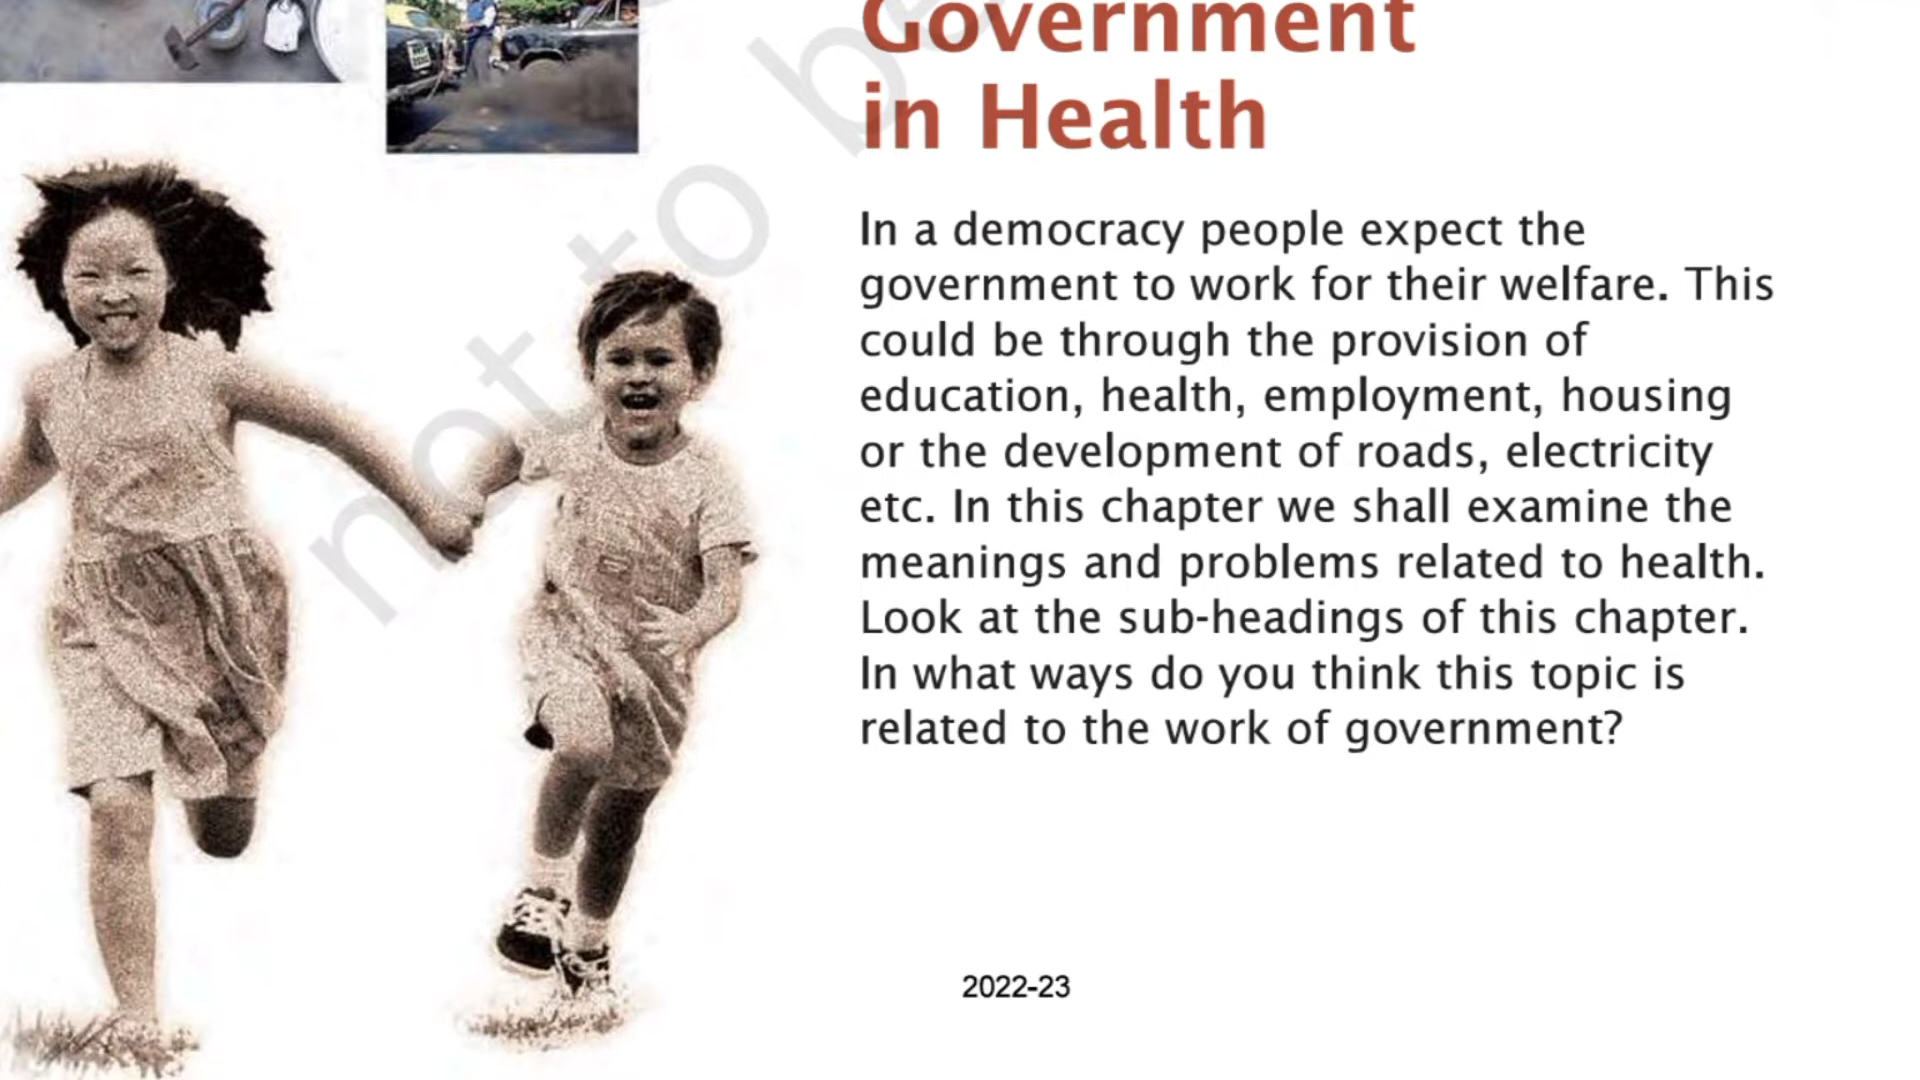 Government
in Health
In a democracy people expect the
government to work for their welfare. This
could be through the provision of
education, health, employment, housing
or the development of roads, electricity
etc. In this chapter we shall examine the
meanings and problems related to health.
Look at the sub-headings of this chapter.
In what ways do you think this topic is
related to the work of government?
2022-23
not to be